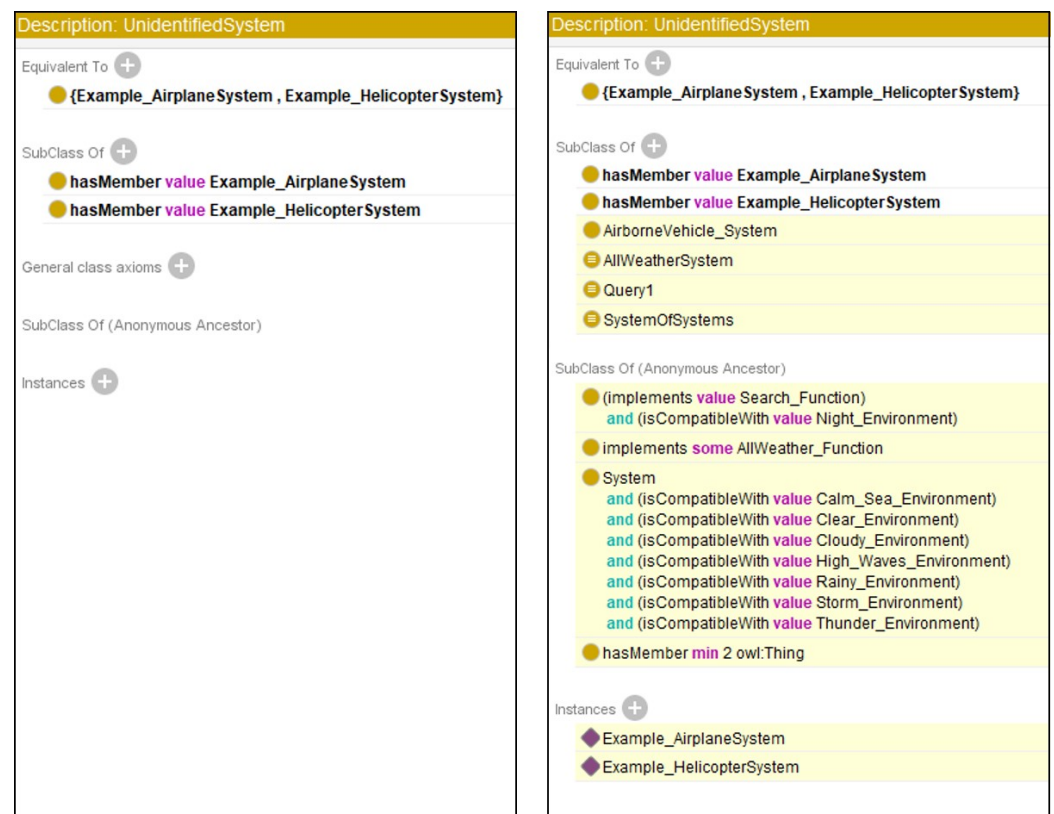 Description: UnidentifiedSystem
Equivalent To
{Example_AirplaneSystem , Example_HelicopterSystem}
SubClass Of
hasMember value Example_AirplaneSystem
hasMember value Example_HelicopterSystem
General class axioms
SubClass Of (Anonymous Ancestor)
Instances
Description: UnidentifiedSystem
Equivalent To
{Example_AirplaneSystem , Example_HelicopterSystem}
SubClass Of
hasMember value Example_AirplaneSystem
hasMember value Example_HelicopterSystem
AirborneVehicle_System
AllWeatherSystem
Query1
SystemOfSystems
SubClass Of (Anonymous Ancestor)
(implements value Search_Function)
and (isCompatibleWith value Night_Environment)
implements some AllWeather_Function
System
and (isCompatibleWith value Calm_Sea_Environment)
and (isCompatibleWith value Clear_Environment)
and (isCompatibleWith value Cloudy_Environment)
and (isCompatibleWith value High_Waves_Environment)
and (isCompatibleWith value Rainy_Environment)
and (isCompatibleWith value Storm_Environment)
and (isCompatibleWith value Thunder_Environment)
hasMember min 2 owl:Thing
Instances
Example_AirplaneSystem
Example_HelicopterSystem